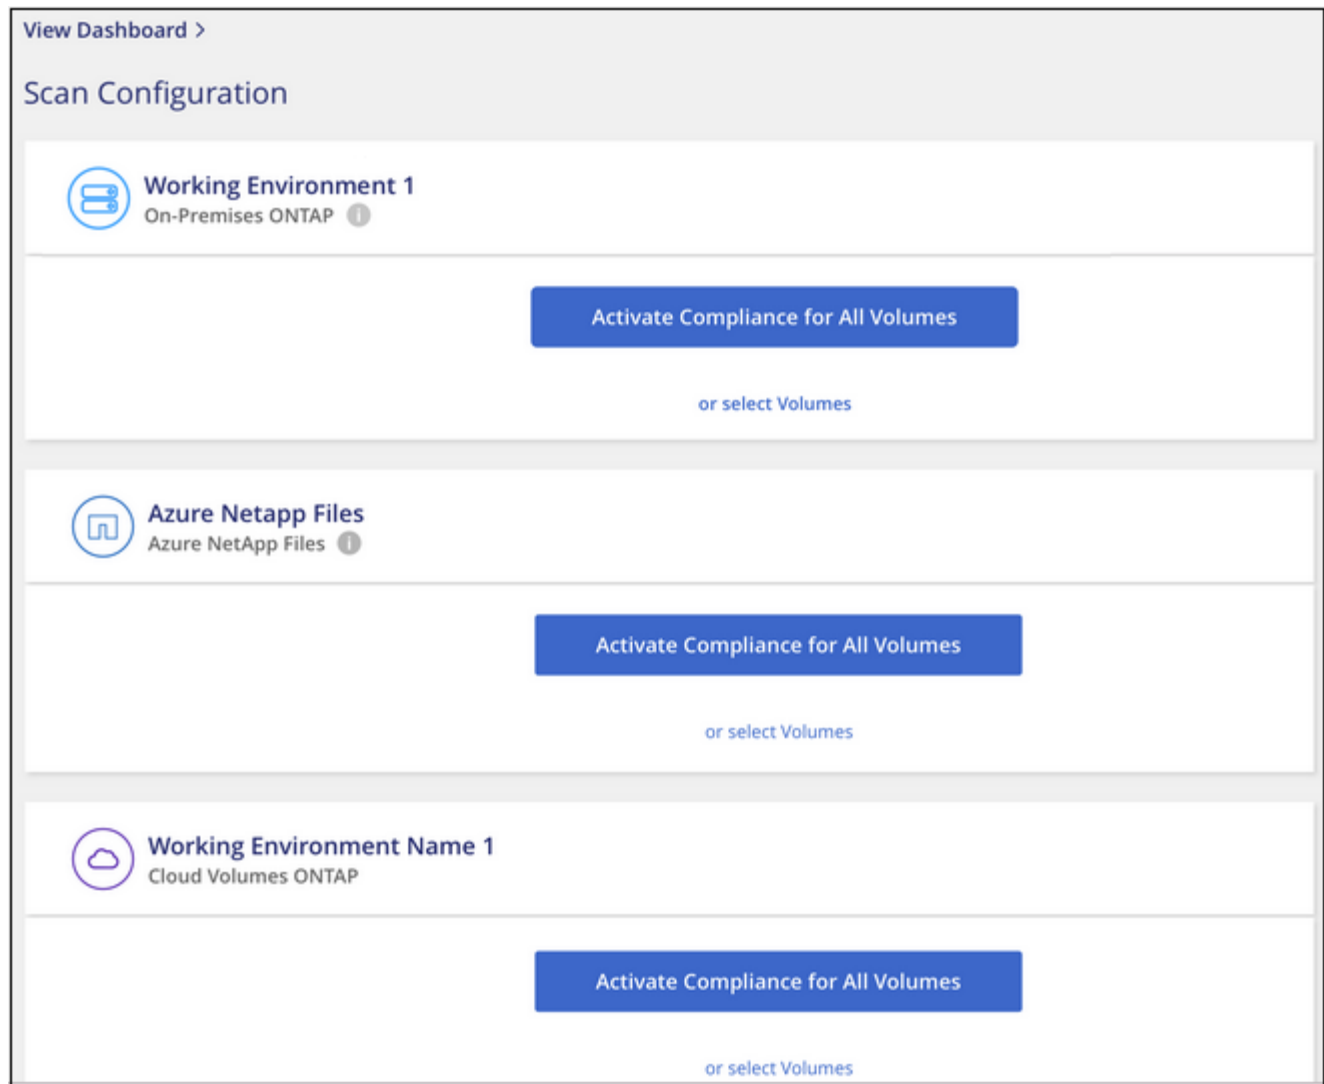 View Dashboard >
Scan Configuration
Working Environment 1
On-Premises ONTAP i
Activate Compliance for All Volumes
or select Volumes
Azure Netapp Files
Azure NetApp Files i
Activate Compliance for All Volumes
or select Volumes
Working Environment Name 1
Cloud Volumes ONTAP
Activate Compliance for All Volumes
or select Volumes